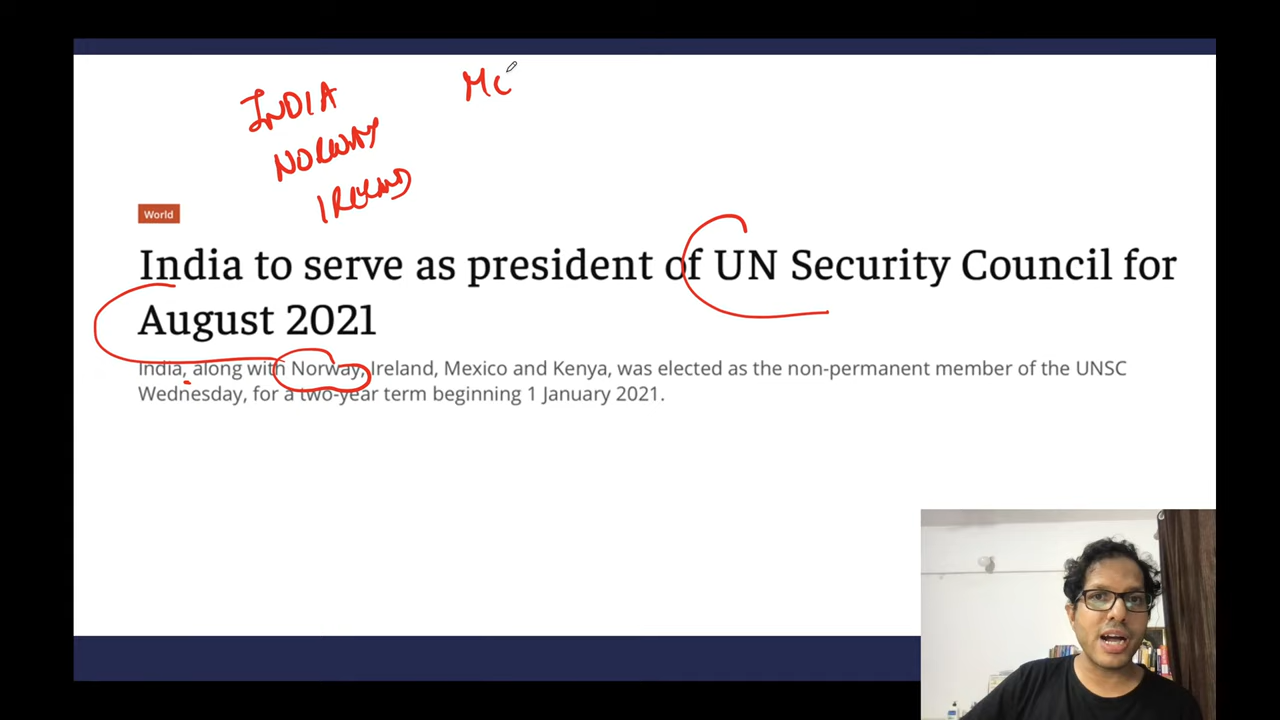 INDIA
NORWAY
IRELAND
World
India to serve as president of UN Security Council for
August 2021
India, along with Norway, Ireland, Mexico and Kenya, was elected as the non-permanent member of the UNSC
Wednesday, for a two-year term beginning 1 January 2021.